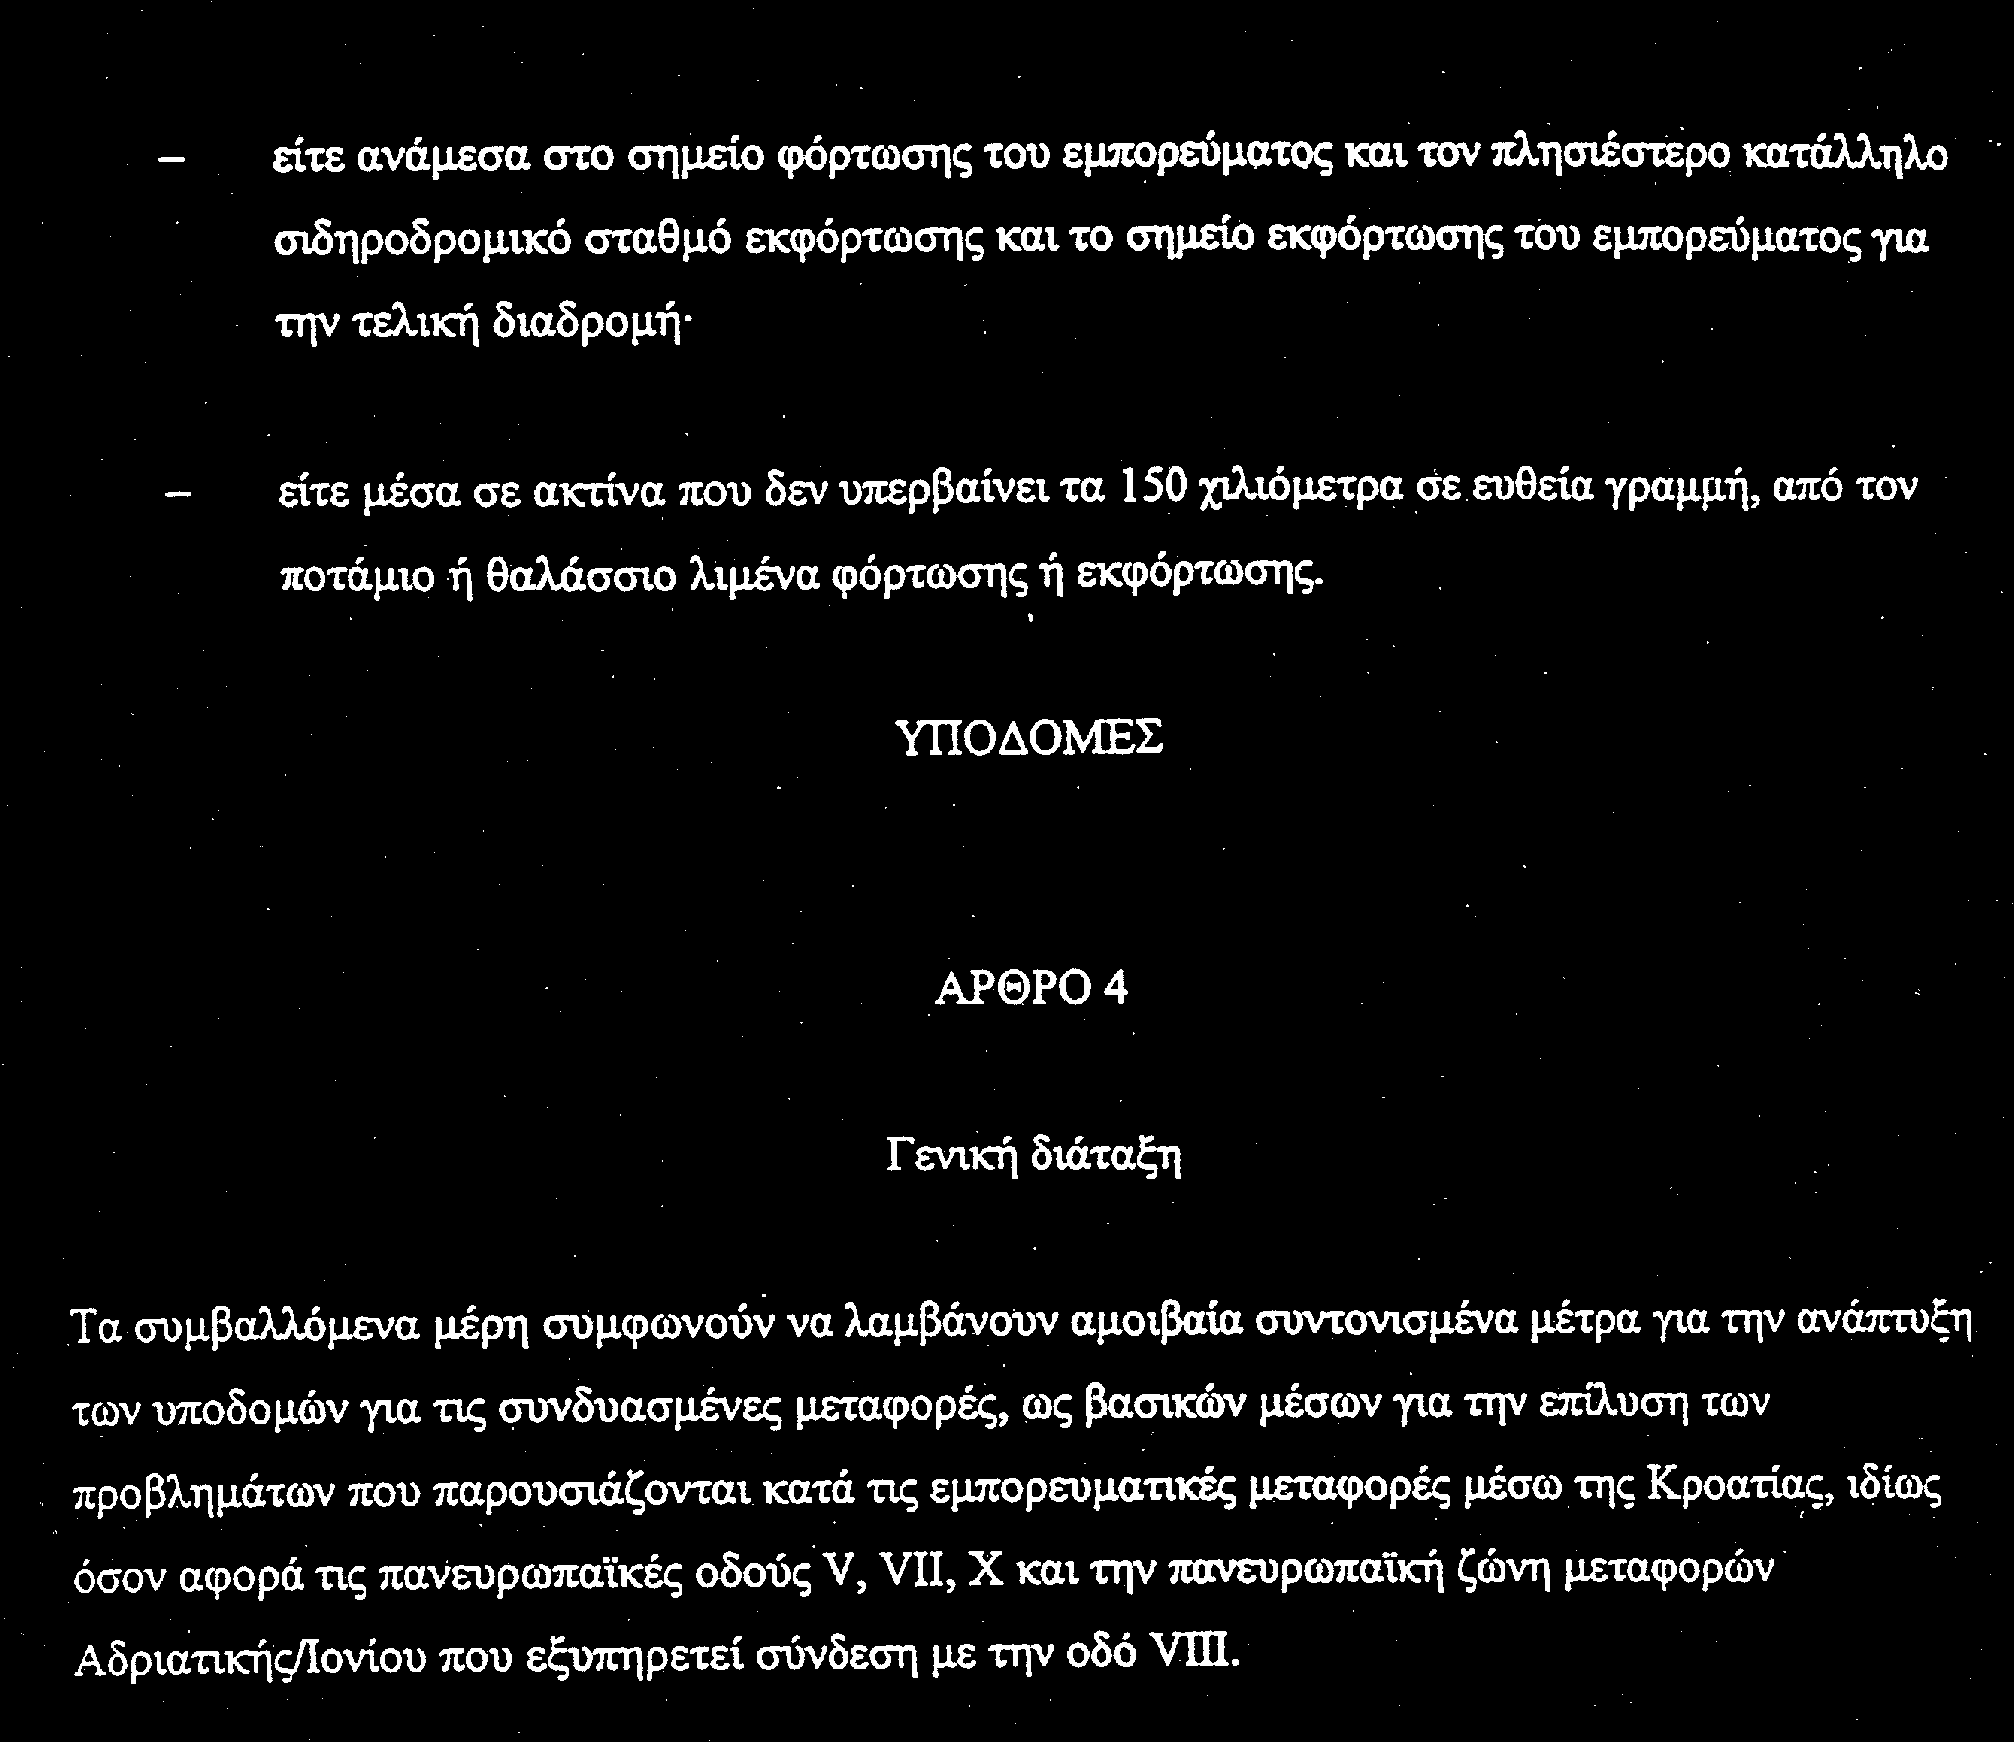 – είτε ανάμεσα στο σημείο φόρτωσης του εμπορεύματος και τον πλησιέστερο κατάλληλο
σιδηροδρομικό σταθμό εκφόρτωσης και το σημείο εκφόρτωσης του εμπορεύματος για
την τελική διαδρομή·
– είτε μέσα σε ακτίνα που δεν υπερβαίνει τα 150 χιλιόμετρα σε ευθεία γραμμή, από τον
ποτάμιο ή θαλάσσιο λιμένα φόρτωσης ή εκφόρτωσης.
ΥΠΟΔΟΜΕΣ
ΑΡΘΡΟ 4
Γενική διάταξη
Τα συμβαλλόμενα μέρη συμφωνούν να λαμβάνουν αμοιβαία συντονισμένα μέτρα για την ανάπτυξη
των υποδομών για τις συνδυασμένες μεταφορές, ως βασικών μέσων για την επίλυση των
προβλημάτων που παρουσιάζονται κατά τις εμπορευματικές μεταφορές μέσω της Κροατίας, ιδίως
όσον αφορά τις πανευρωπαϊκές οδούς V, VII, X και την πανευρωπαϊκή ζώνη μεταφορών
Αδριατικής/Ιονίου που εξυπηρετεί σύνδεση με την οδό VIII.